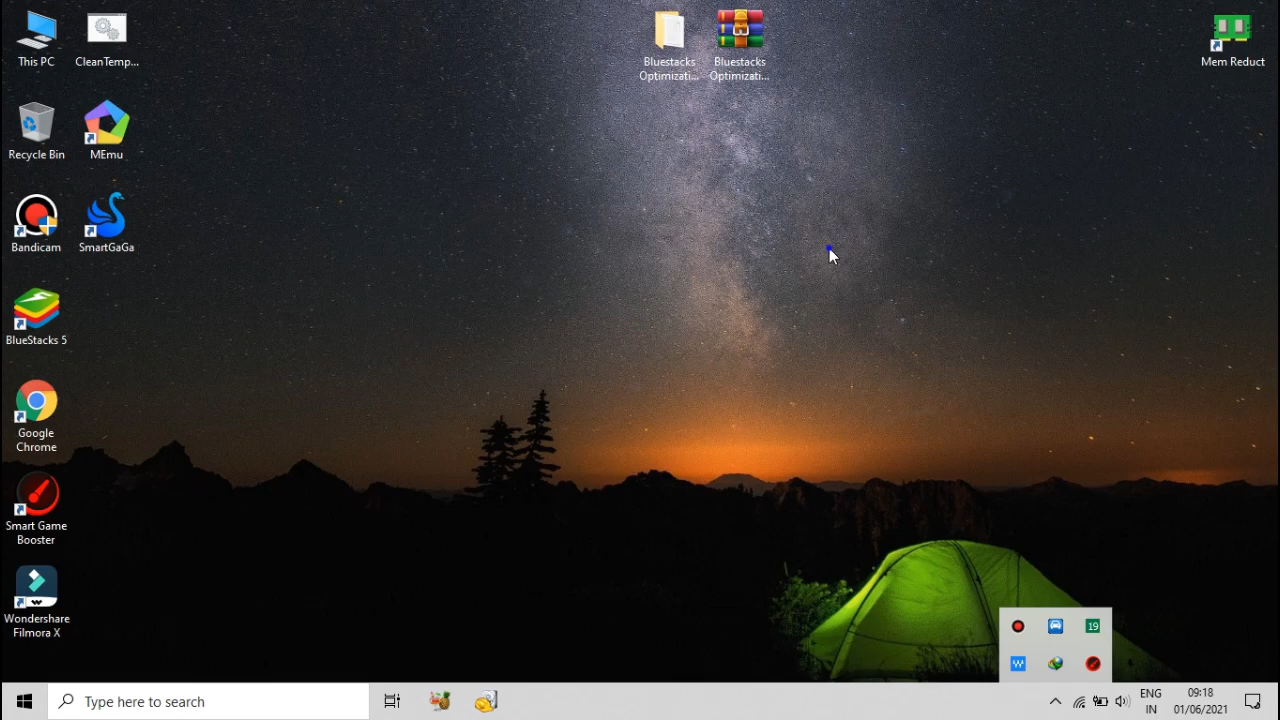 This PC
CleanTemp...
Bluestacks
Optimizati...
Bluestacks
Optimizati...
Mem Reduct
Recycle Bin
MEmu
Bandicam
SmartGaGa
BlueStacks 5
Google
Chrome
Smart Game
Booster
Wondershare
Filmora X
19
Type here to search
ENG
IN
09:18
01/06/2021